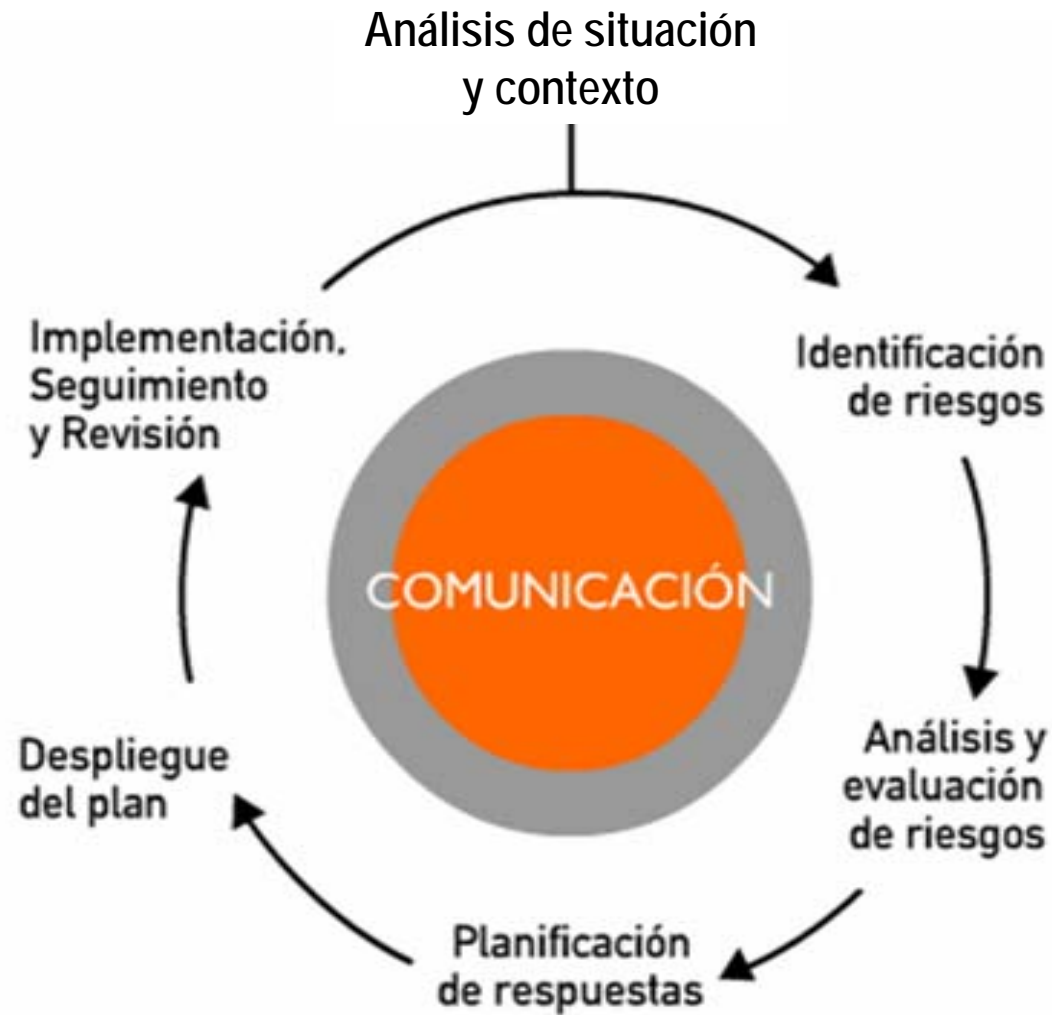 Análisis de situación
y contexto
Identificación
de riesgos
Análisis y
evaluación
de riesgos
Planificación
de respuestas
Despliegue
del plan
Implementación,
Seguimiento
y Revisión
COMUNICACIÓN